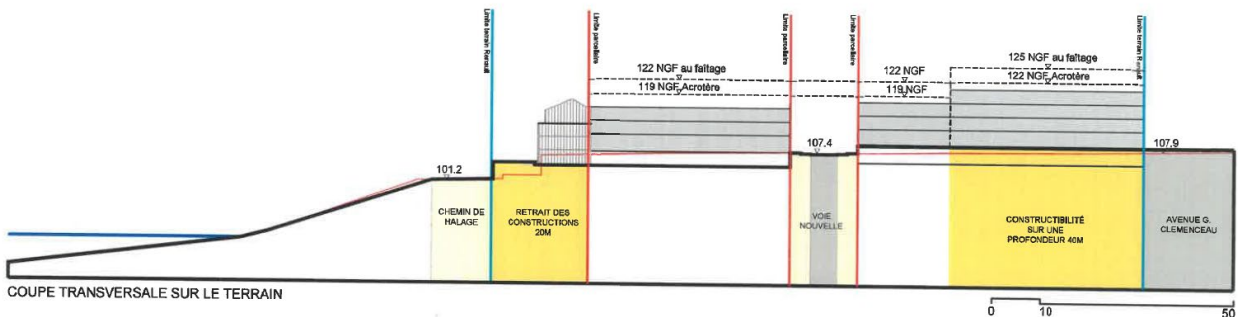 Limite terrain Renault
Limite parcellaire
Limite parcellaire
Limite parcellaire
Limite terrain Renault
125 NGF au faîtage
122 NGF au faîtage
122 NGF
122 NGF Acrotère
119 NGF Acrotère
119 NGF
107.4
107.9
101.2
CHEMIN DE
HALAGE
RETRAIT DES
CONSTRUCTIONS
20M
VOIE
NOUVELLE
CONSTRUCTIBILITÉ
SUR UNE
PROFONDEUR 40M
AVENUE G.
CLEMENCEAU
COUPE TRANSVERSALE SUR LE TERRAIN
0 10 50